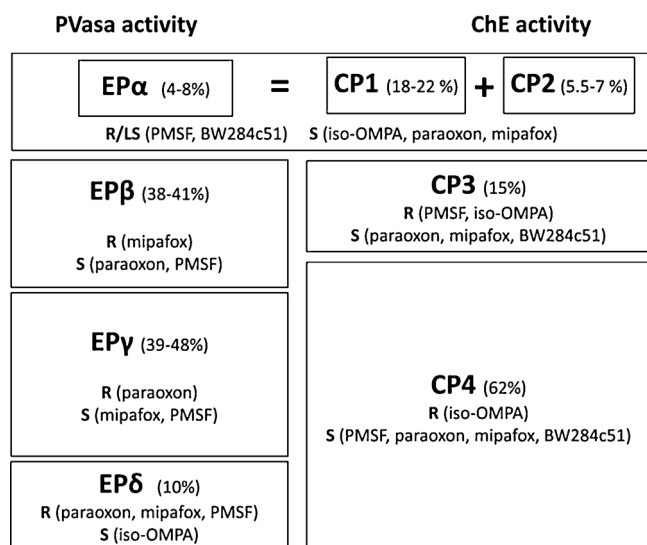 PVasa activity ChE activity
EPα (4-8%) = CP1 (18-22 %) + CP2 (5.5-7 %)
R/LS (PMSF, BW284c51) S (iso-OMPA, paraoxon, mipafox)
EPβ (38-41%)
R (mipafox)
S (paraoxon, PMSF)
EPγ (39-48%)
R (paraoxon)
S (mipafox, PMSF)
EPδ (10%)
R (paraoxon, mipafox, PMSF)
S (iso-OMPA)
CP3 (15%)
R (PMSF, iso-OMPA)
S (paraoxon, mipafox, BW284c51)
CP4 (62%)
R (iso-OMPA)
S (PMSF, paraoxon, mipafox, BW284c51)